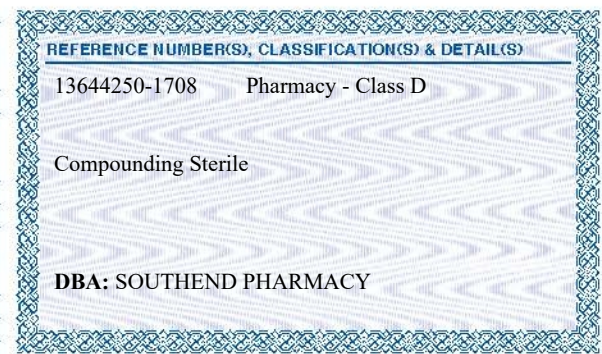 REFERENCE NUMBER(S), CLASSIFICATION(S) & DETAIL(S)
13644250-1708 Pharmacy - Class D
Compounding Sterile
DBA: SOUTHEND PHARMACY